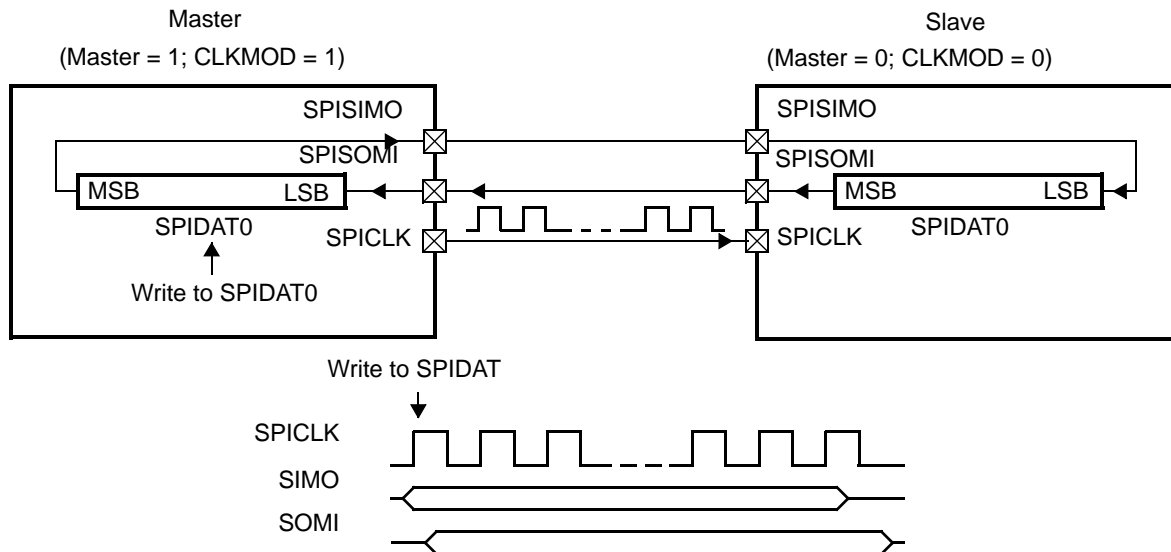 Master
(Master = 1; CLKMOD = 1)
Slave
(Master = 0; CLKMOD = 0)
SPISIMO
SPISIMO
SPISOMI
SPISOMI
MSB
LSB
MSB
LSB
SPIDAT0
SPIDAT0
SPICLK
SPICLK
Write to SPIDAT0
Write to SPIDAT
SPICLK
SIMO
SOMI